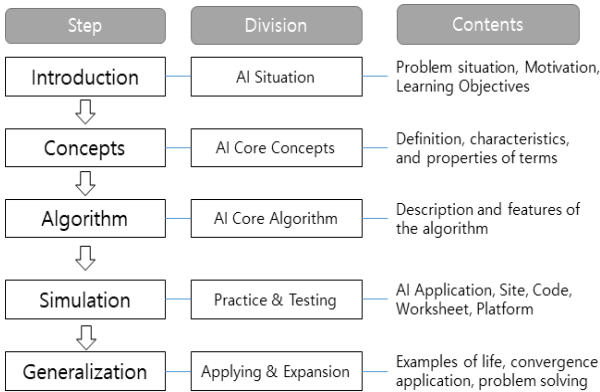 Step
Division
Contents
Introduction
AI Situation
Problem situation, Motivation,
Learning Objectives
Concepts
AI Core Concepts
Definition, characteristics,
and properties of terms
Algorithm
AI Core Algorithm
Description and features of
the algorithm
Simulation
Practice & Testing
AI Application, Site, Code,
Worksheet, Platform
Generalization
Applying & Expansion
Examples of life, convergence
application, problem solving